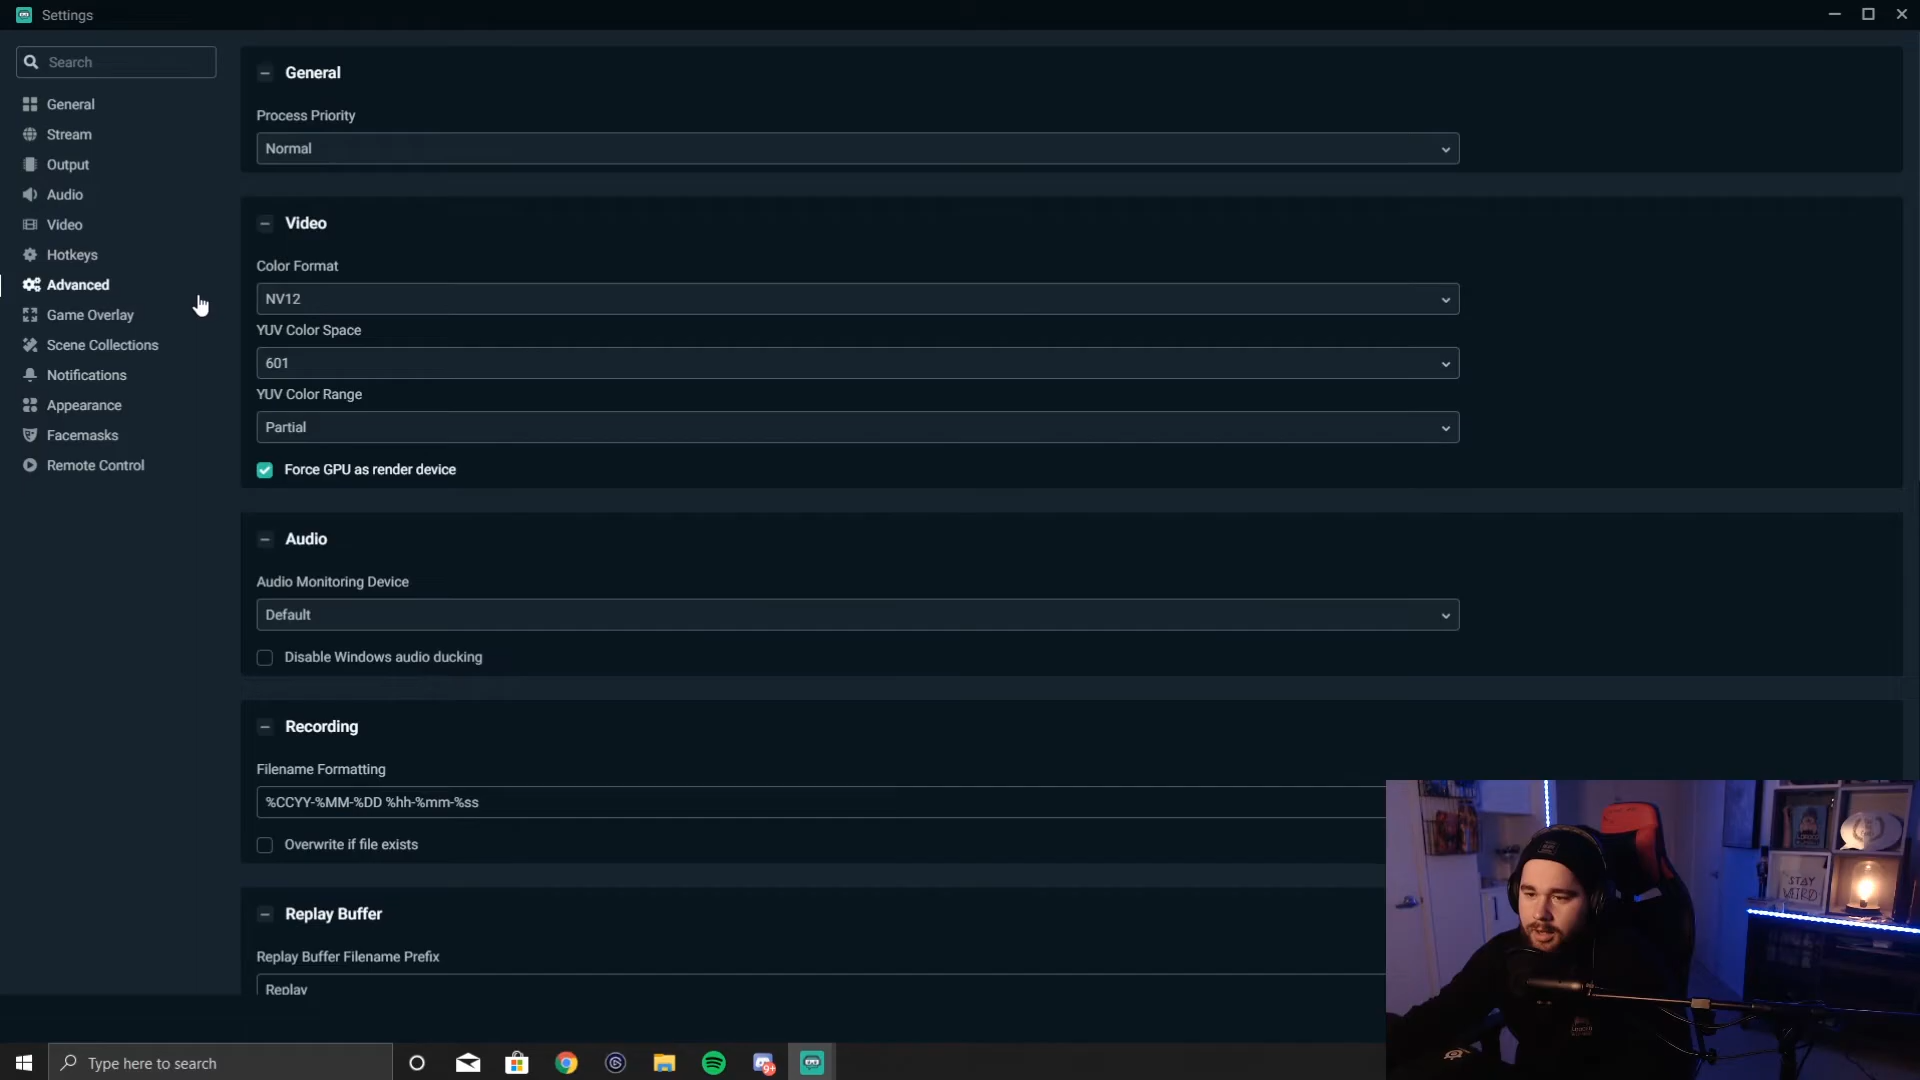 Settings
Search
General
Stream
Output
Audio
Video
Hotkeys
Advanced
Game Overlay
Scene Collections
Notifications
Appearance
Facemasks
Remote Control
General
Process Priority
Normal
Video
Color Format
NV12
YUV Color Space
601
YUV Color Range
Partial
Force GPU as render device
Audio
Audio Monitoring Device
Default
Disable Windows audio ducking
Recording
Filename Formatting
%CCYY-%MM-%DD %hh-%mm-%ss
Overwrite if file exists
Replay Buffer
Replay Buffer Filename Prefix
Replay
STAY
WEIRD
Type here to search
9+